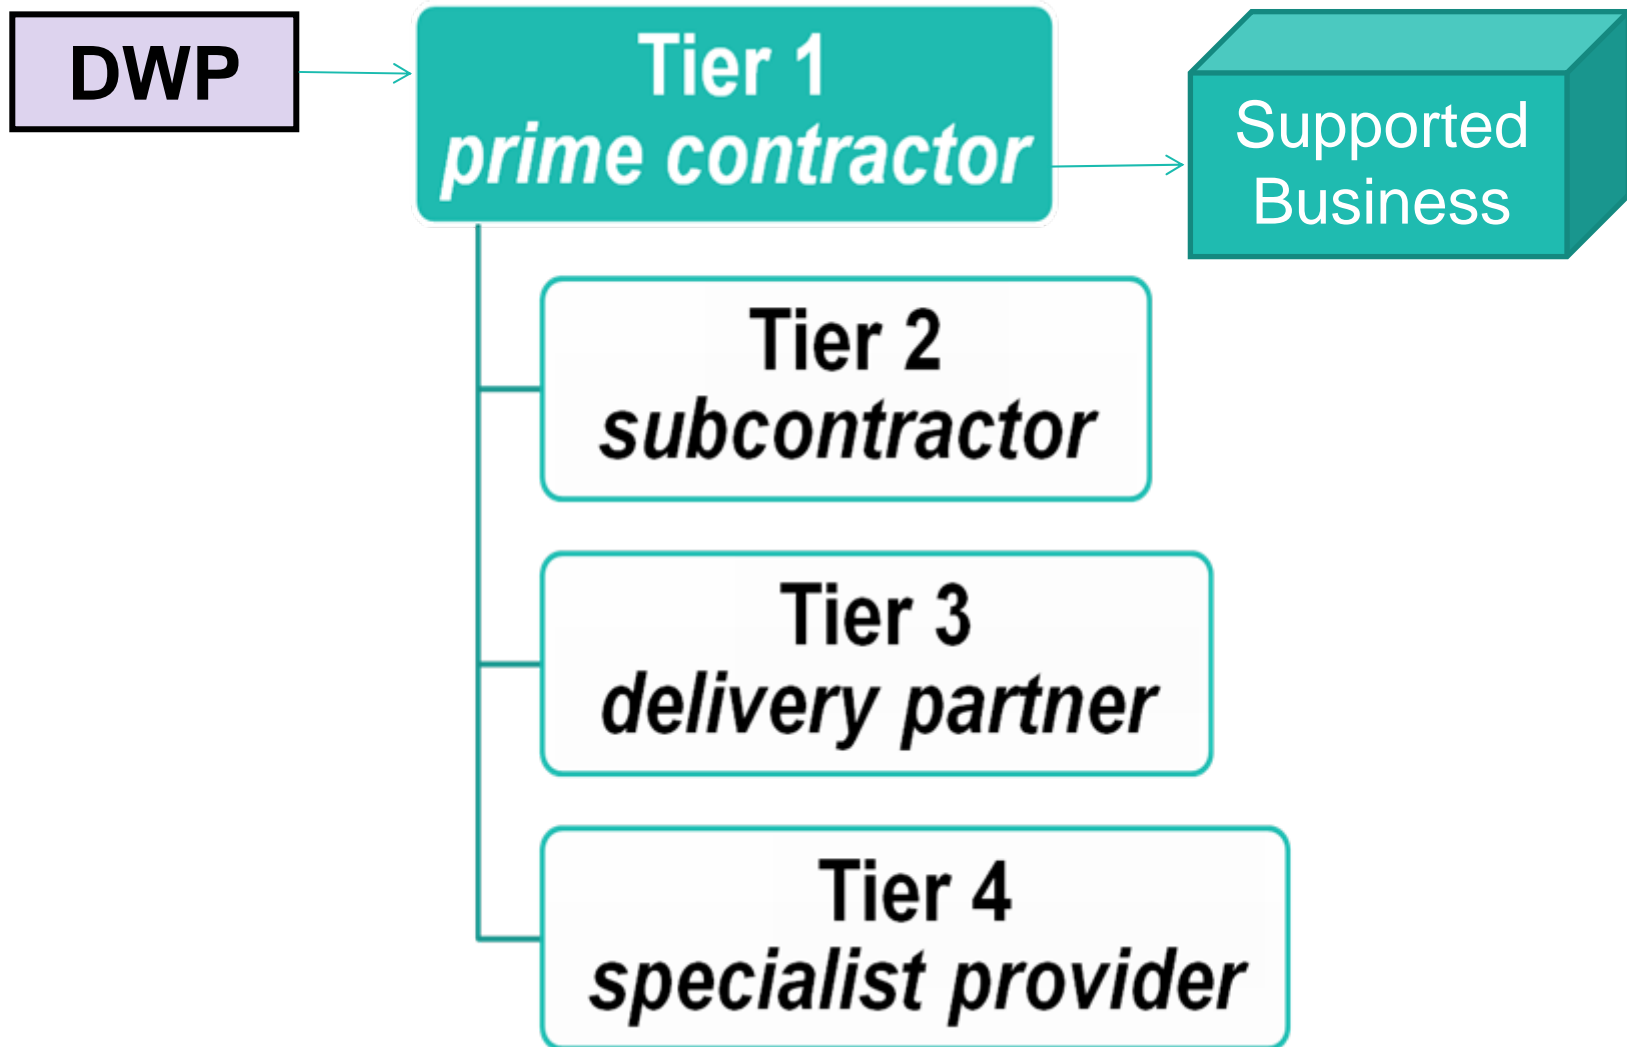 DWP
Tier 1
prime contractor
Supported
Business
Tier 2
subcontractor
Tier 3
delivery partner
Tier 4
specialist provider